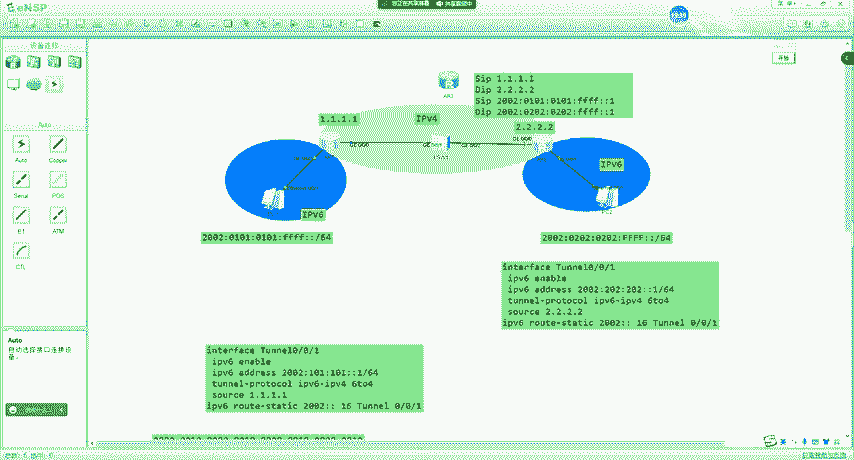 eNSP
设备选择
Auto
Auto
Copper
Serial
POS
E1
ATM
CTL
Auto
自动选择接口连接设备。
Sip 1.1.1.1
Dip 2.2.2.2
Sip 2002:0101:0101:ffff::1
Dip 2002:0202:0202:ffff::1
1.1.1.1
IPV4
2.2.2.2
IPV6
IPV6
2002:0101:0101:ffff::/64
2002:0202:0202:FFFF::/64
interface Tunnel0/0/1
ipv6 enable
ipv6 address 2002:202:202::1/64
tunnel-protocol ipv6-ipv4 6to4
source 2.2.2.2
ipv6 route-static 2002:: 16 Tunnel 0/0/1
interface Tunnel0/0/1
ipv6 enable
ipv6 address 2002:101:101::1/64
tunnel-protocol ipv6-ipv4 6to4
source 1.1.1.1
ipv6 route-static 2002:: 16 Tunnel 0/0/1